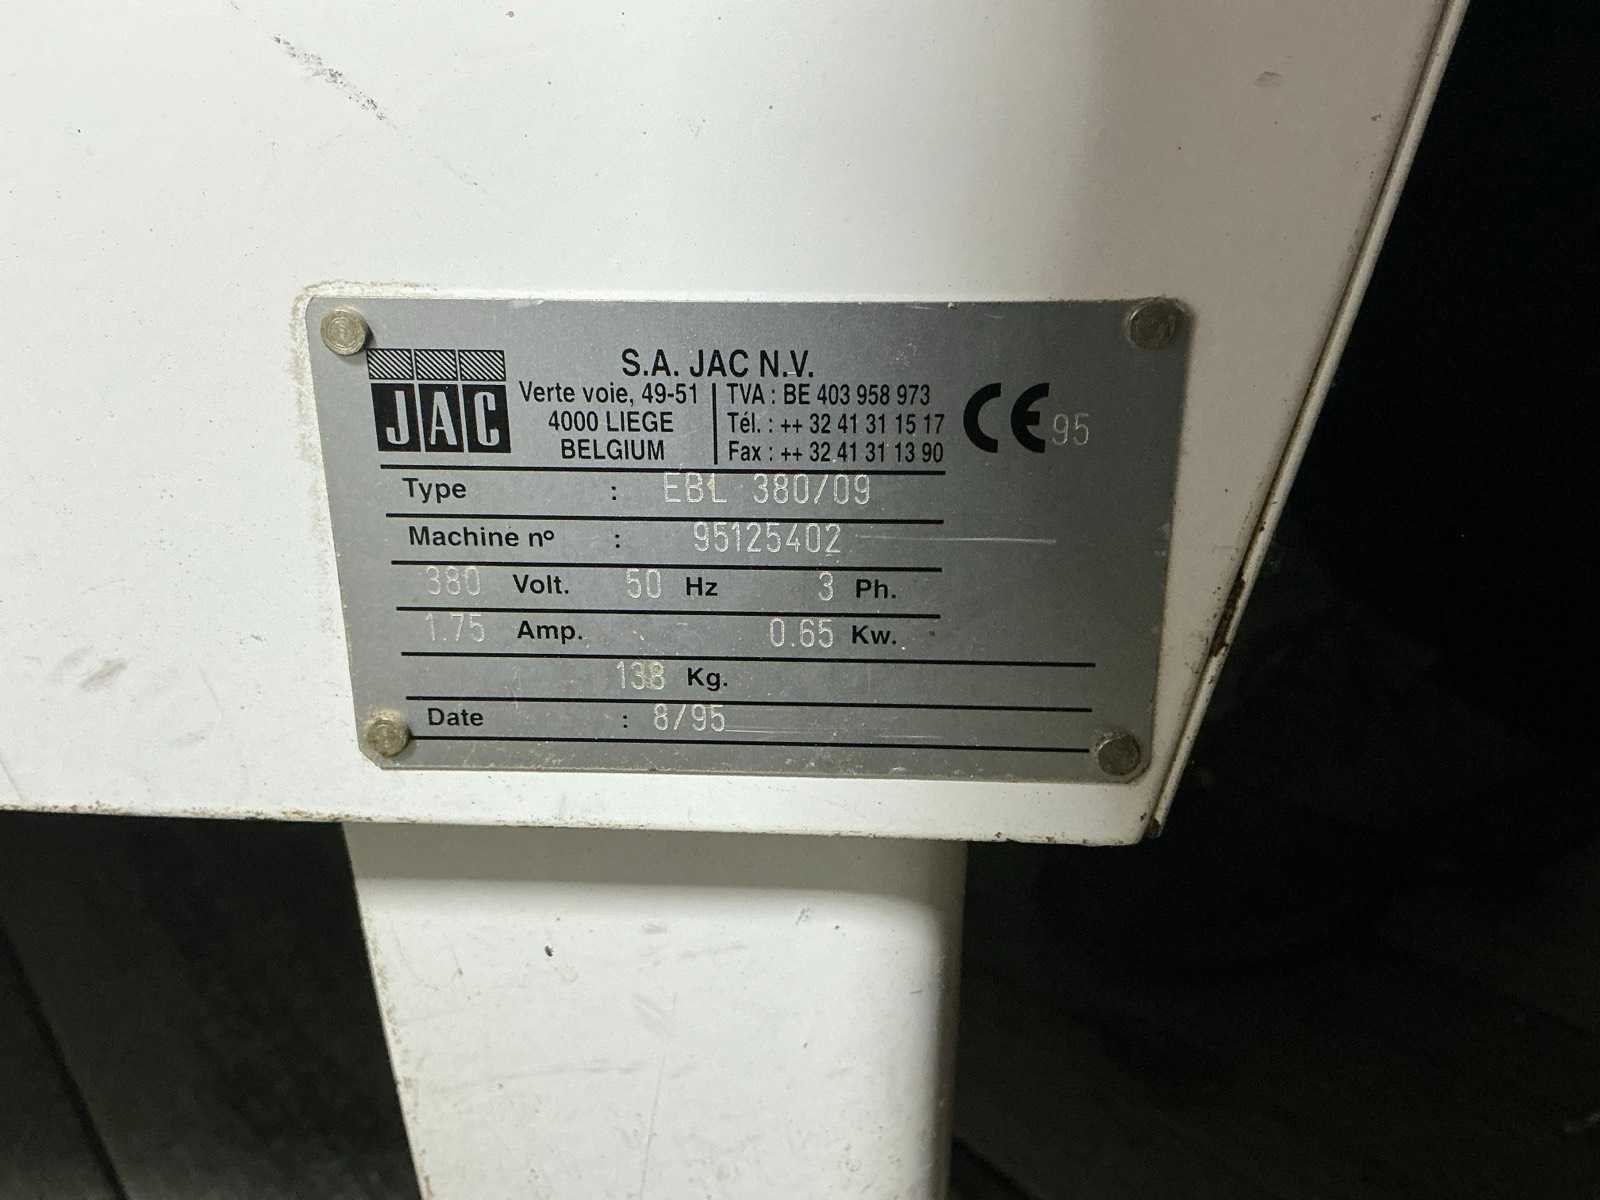 JAC
S.A. JAC N.V.
Verte voie, 49-51
4000 LIEGE
BELGIUM
TVA : BE 403 958 973
Tél. : ++ 32 41 31 15 17
Fax : ++ 32 41 31 13 90
CE 95
Type : EBL 380/09
Machine nº : 95125402
380 Volt. 50 Hz 3 Ph.
1.75 Amp. 0.65 Kw.
138 Kg.
Date : 8/95